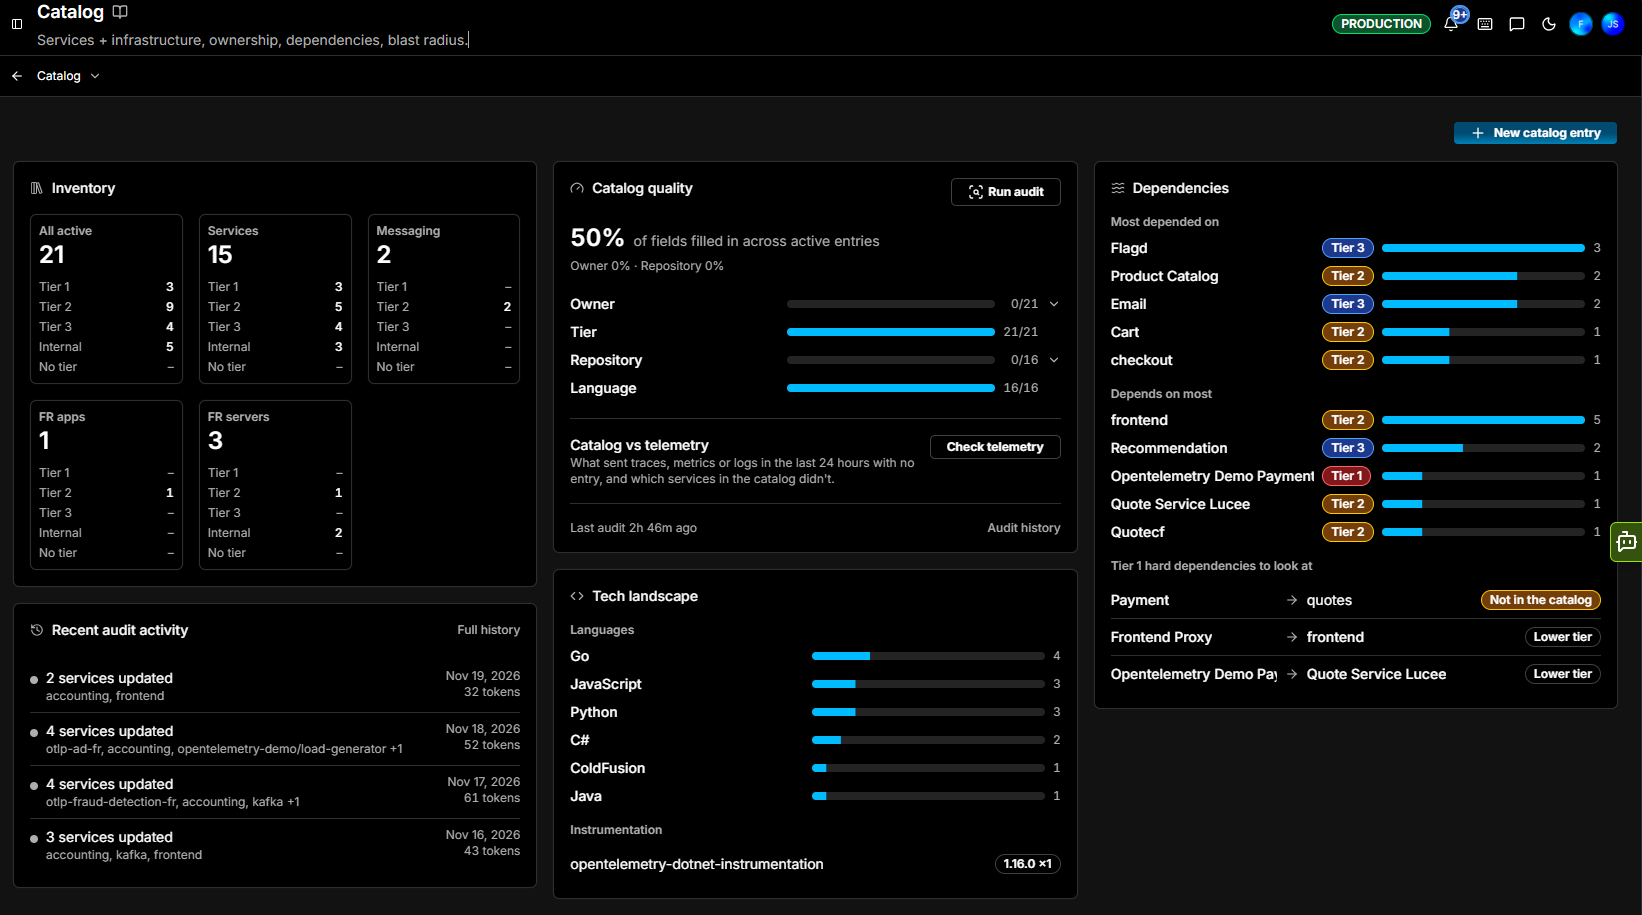 Catalog
Services + infrastructure, ownership, dependencies, blast radius.
PRODUCTION
9+
F
JS
Catalog
New catalog entry
Inventory
All active
21
Tier 1 3
Tier 2 9
Tier 3 4
Internal 5
No tier –
Services
15
Tier 1 3
Tier 2 5
Tier 3 4
Internal 3
No tier –
Messaging
2
Tier 1 –
Tier 2 2
Tier 3 –
Internal –
No tier –
FR apps
1
Tier 1 –
Tier 2 1
Tier 3 –
Internal –
No tier –
FR servers
3
Tier 1 –
Tier 2 1
Tier 3 –
Internal 2
No tier –
Recent audit activity
Full history
2 services updated
Nov 19, 2026
accounting, frontend
32 tokens
4 services updated
Nov 18, 2026
otlp-ad-fr, accounting, opentelemetry-demo/load-generator +1
52 tokens
4 services updated
Nov 17, 2026
otlp-fraud-detection-fr, accounting, kafka +1
61 tokens
3 services updated
Nov 16, 2026
accounting, kafka, frontend
43 tokens
Catalog quality
Run audit
50% of fields filled in across active entries
Owner 0% · Repository 0%
Owner 0/21
Tier 21/21
Repository 0/16
Language 16/16
Catalog vs telemetry
What sent traces, metrics or logs in the last 24 hours with no
entry, and which services in the catalog didn't.
Check telemetry
Last audit 2h 46m ago
Audit history
Tech landscape
Languages
Go 4
JavaScript 3
Python 3
C# 2
ColdFusion 1
Java 1
Instrumentation
opentelemetry-dotnet-instrumentation 1.16.0 ×1
Dependencies
Most depended on
Flagd Tier 3 3
Product Catalog Tier 2 2
Email Tier 3 2
Cart Tier 2 1
checkout Tier 2 1
Depends on most
frontend Tier 2 5
Recommendation Tier 3 2
Opentelemetry Demo Payment Tier 1 1
Quote Service Lucee Tier 2 1
Quotecf Tier 2 1
Tier 1 hard dependencies to look at
Payment → quotes Not in the catalog
Frontend Proxy → frontend Lower tier
Opentelemetry Demo Pay → Quote Service Lucee Lower tier